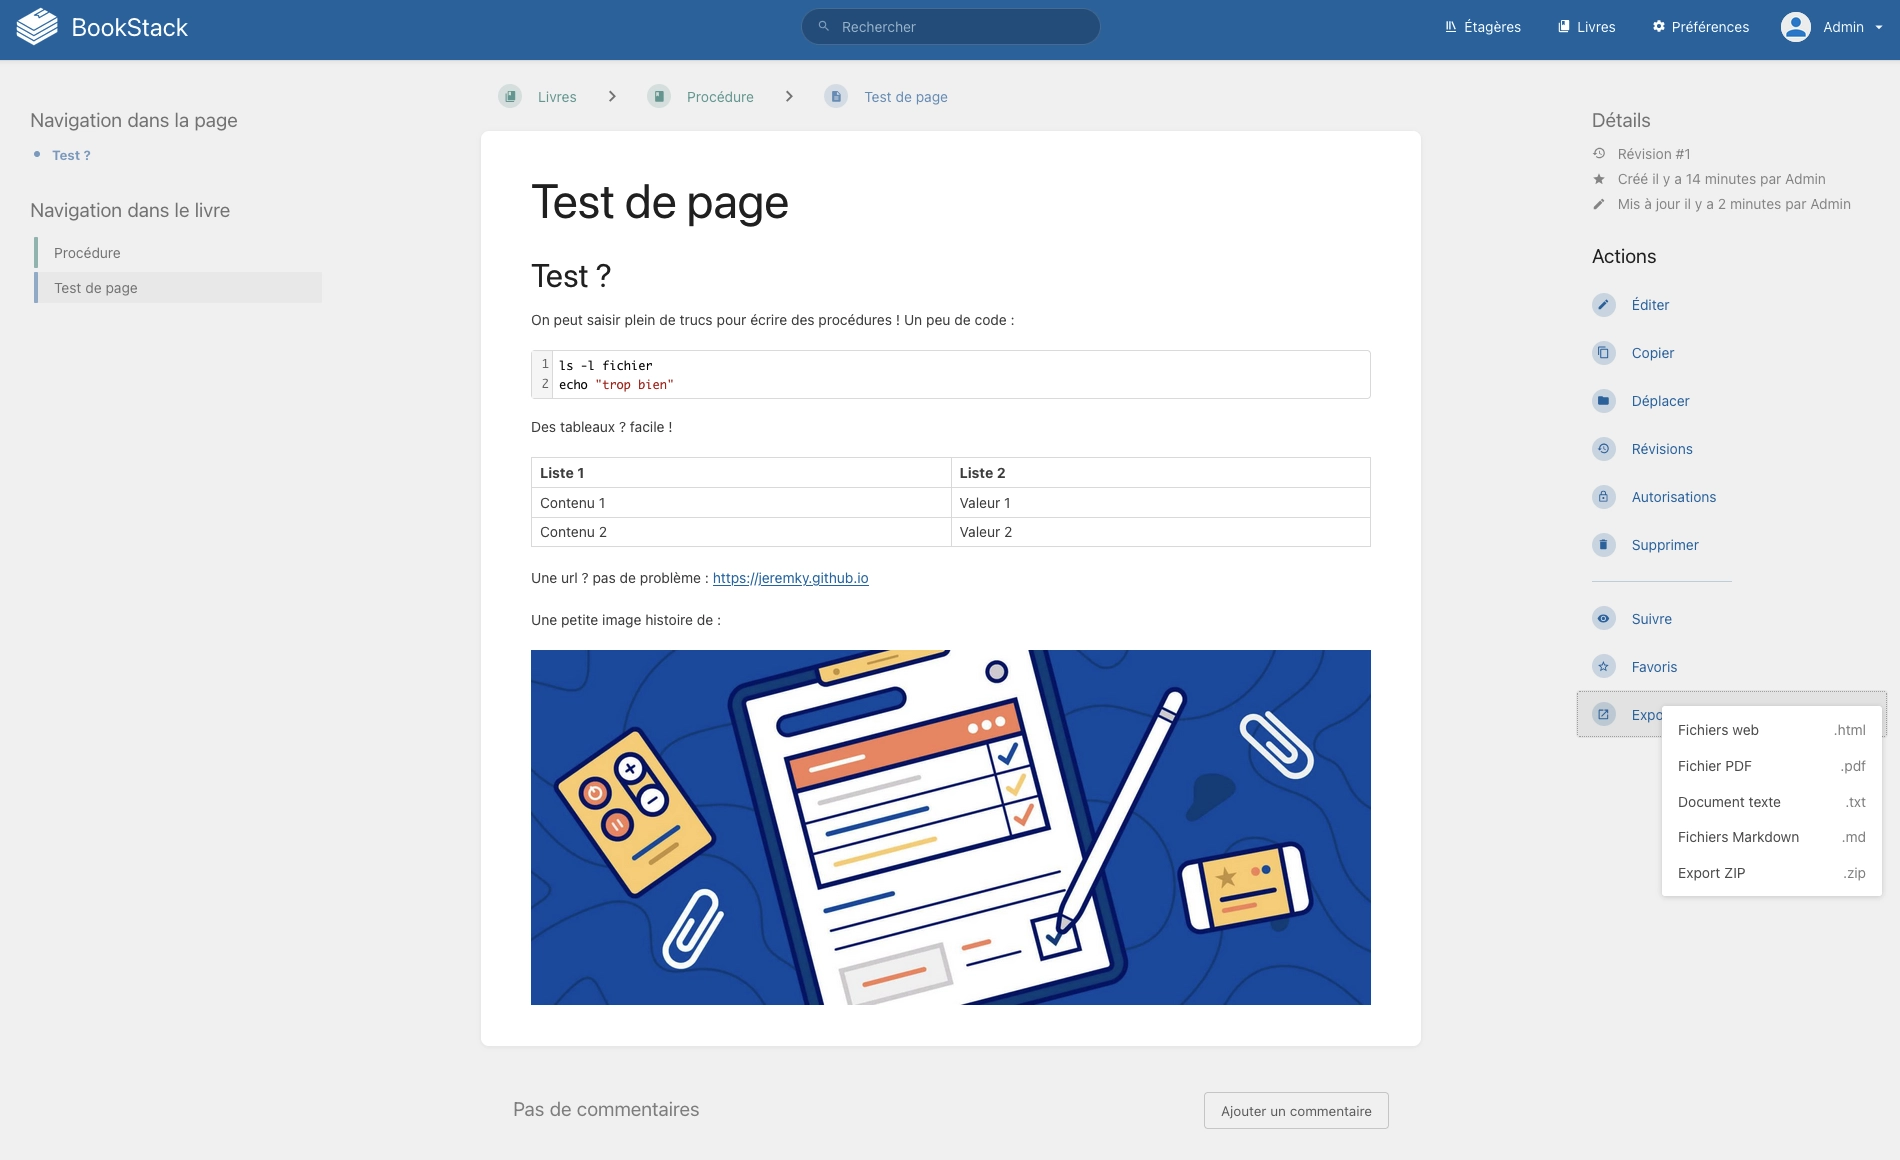 BookStack
Rechercher
Étagères
Livres
Préférences
Admin
Livres
Procédure
Test de page
Navigation dans la page
Test ?
Navigation dans le livre
Procédure
Test de page
Test de page
Test ?
On peut saisir plein de trucs pour écrire des procédures ! Un peu de code :
1 ls -l fichier
2 echo "trop bien"
Des tableaux ? facile !
Liste 1 Liste 2
Contenu 1 Valeur 1
Contenu 2 Valeur 2
Une url ? pas de problème : https://jeremky.github.io
Une petite image histoire de :
Pas de commentaires
Ajouter un commentaire
Détails
Révision #1
Créé il y a 14 minutes par Admin
Mis à jour il y a 2 minutes par Admin
Actions
Éditer
Copier
Déplacer
Révisions
Autorisations
Supprimer
Suivre
Favoris
Expo
Fichiers web .html
Fichier PDF .pdf
Document texte .txt
Fichiers Markdown .md
Export ZIP .zip